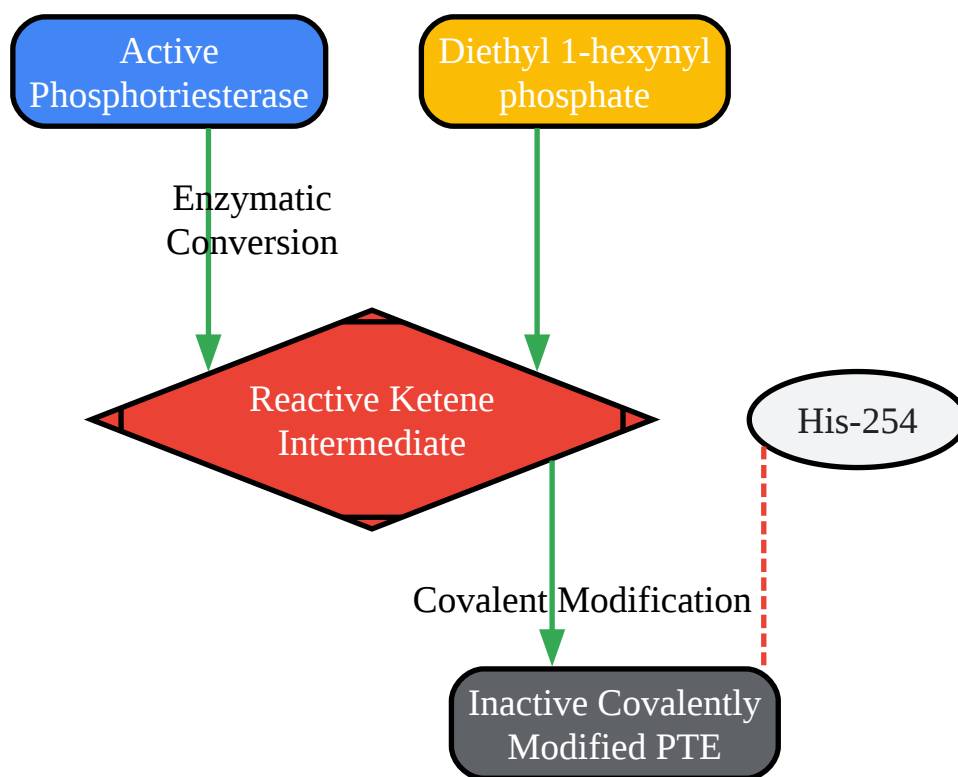 Active
Phosphotriesterase
Diethyl 1-hexynyl
phosphate
Enzymatic
Conversion
Reactive Ketene
Intermediate
His-254
Covalent Modification
Inactive Covalently
Modified PTE